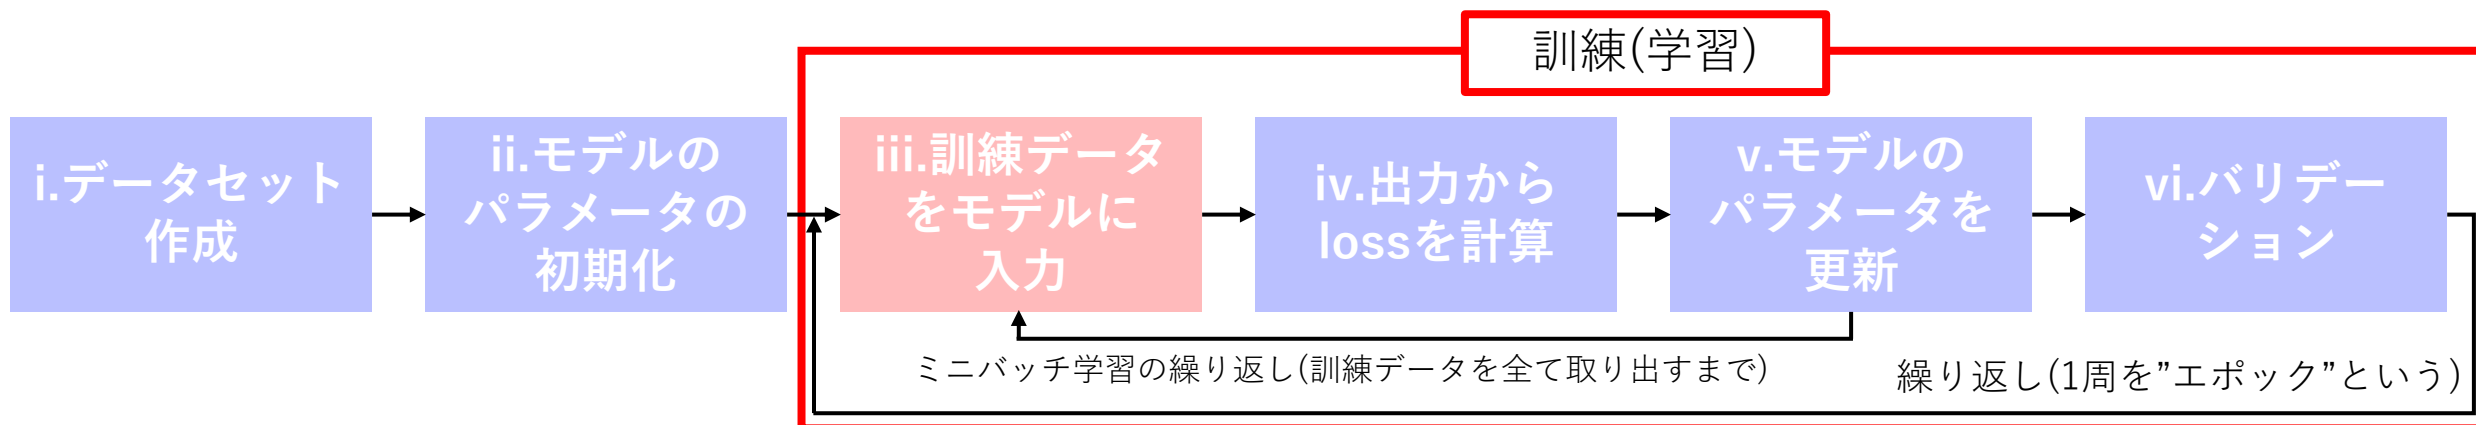 訓練(学習)
i.データセット
作成
ii.モデルの
パラメータの
初期化
iii.訓練データ
をモデルに
入力
iv.出力から
lossを計算
v.モデルの
パラメータを
更新
vi.バリデー
ション
ミニバッチ学習の繰り返し(訓練データを全て取り出すまで)
繰り返し(1周を”エポック”という)